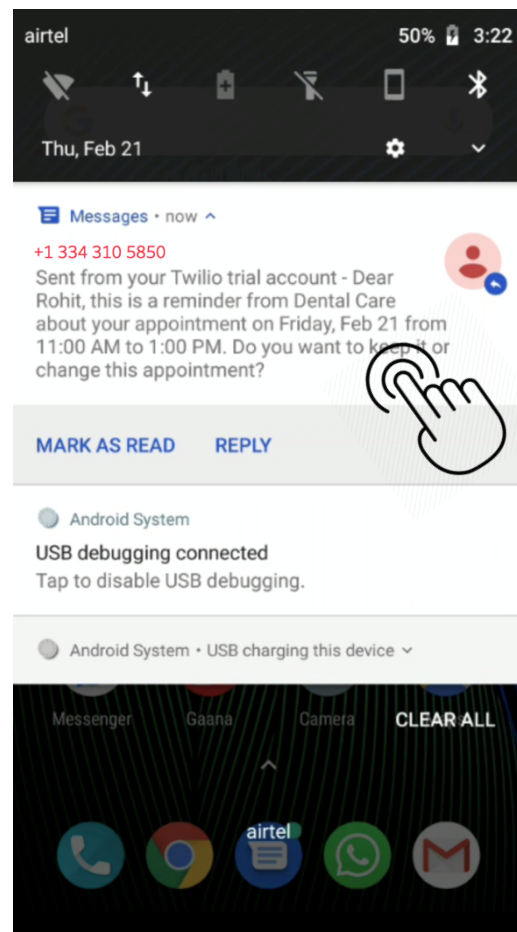 airtel 50% 3:22
Thu, Feb 21
Messages • now
+1 334 310 5850
Sent from your Twilio trial account - Dear
Rohit, this is a reminder from Dental Care
about your appointment on Friday, Feb 21 from
11:00 AM to 1:00 PM. Do you want to keep it or
change this appointment?
MARK AS READ REPLY
Android System
USB debugging connected
Tap to disable USB debugging.
Android System • USB charging this device
Messenger Gaana Camera CLEAR ALL
airtel